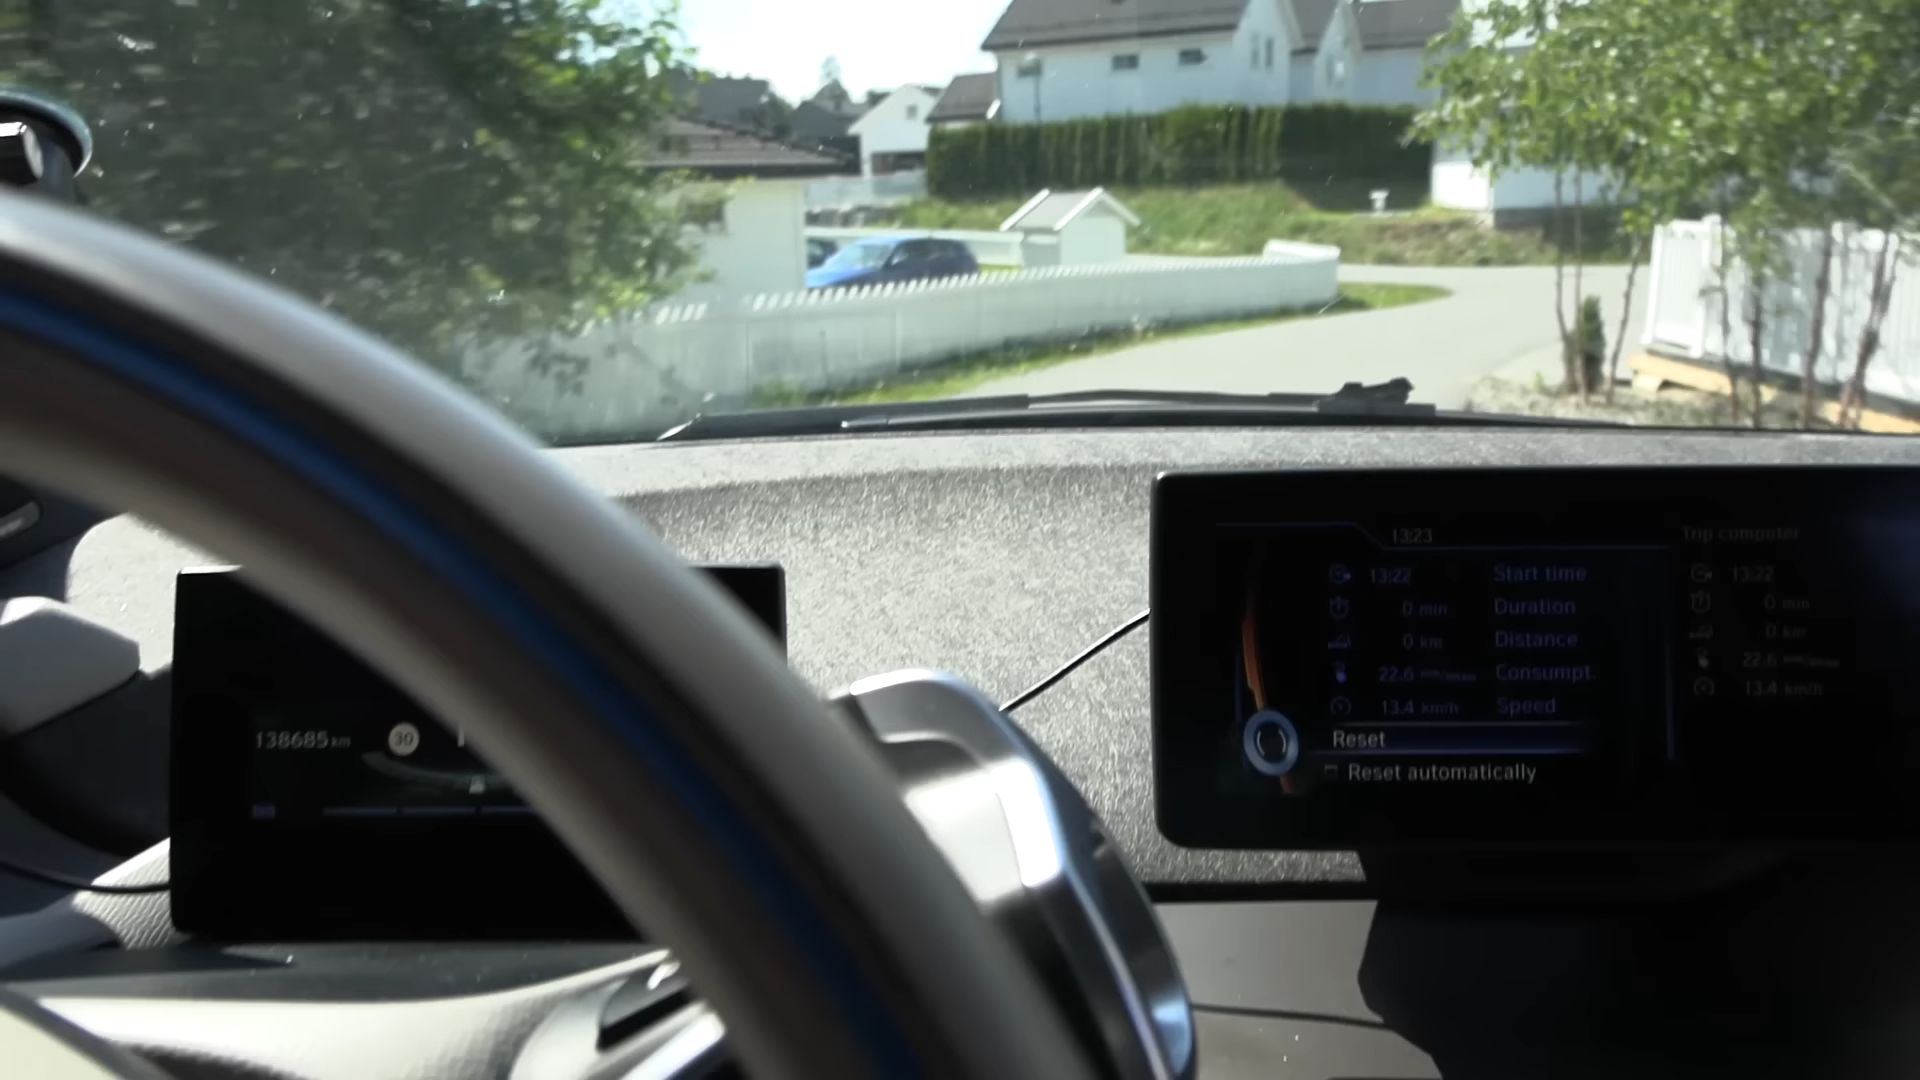 138685 km
30
13:23
13:22 Start time
0 min Duration
0 km Distance
22.6 Consumpt.
13.4 km/h Speed
Reset
Reset automatically
Trip computer
13:22
0 min
0 km
22.6
13.4 km/h